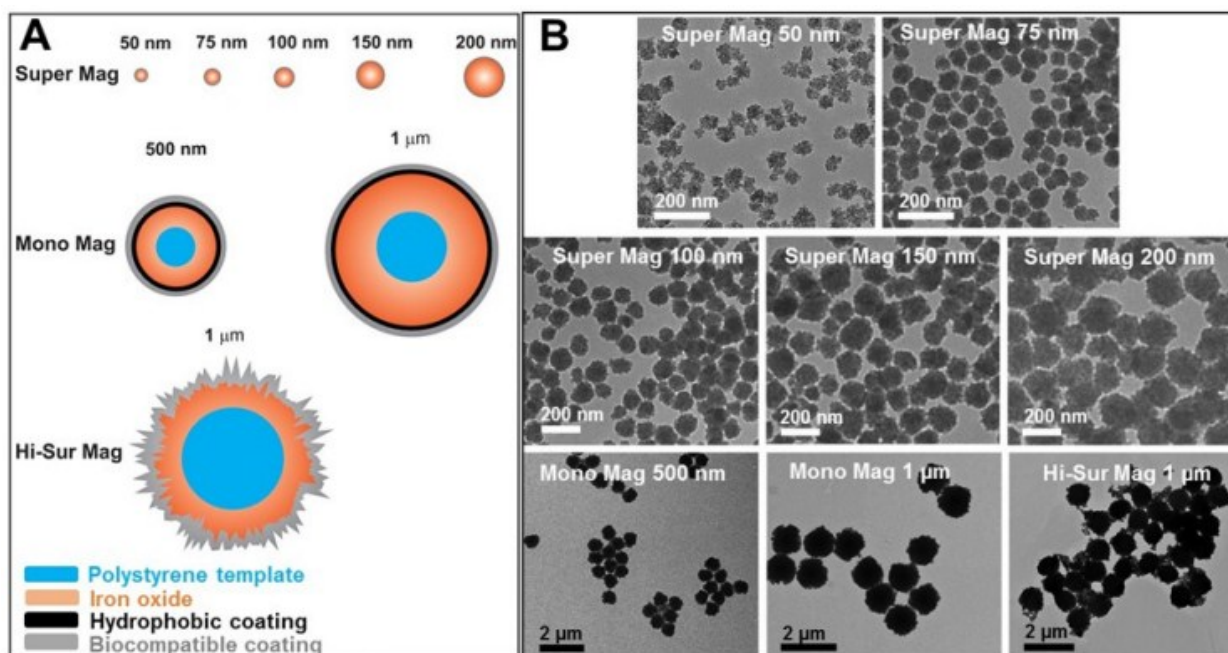 A
50 nm 75 nm 100 nm 150 nm 200 nm
Super Mag
500 nm
1 μm
Mono Mag
1 μm
Hi-Sur Mag
Polystyrene template
Iron oxide
Hydrophobic coating
Biocompatible coating
B
Super Mag 50 nm
200 nm
Super Mag 75 nm
200 nm
Super Mag 100 nm
200 nm
Super Mag 150 nm
200 nm
Super Mag 200 nm
200 nm
Mono Mag 500 nm
2 μm
Mono Mag 1 μm
2 μm
Hi-Sur Mag 1 μm
2 μm